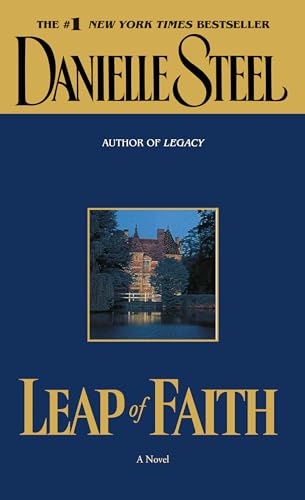 THE #1 NEW YORK TIMES BESTSELLER
DANIELLE STEEL
AUTHOR OF LEGACY
LEAP of FAITH
A Novel